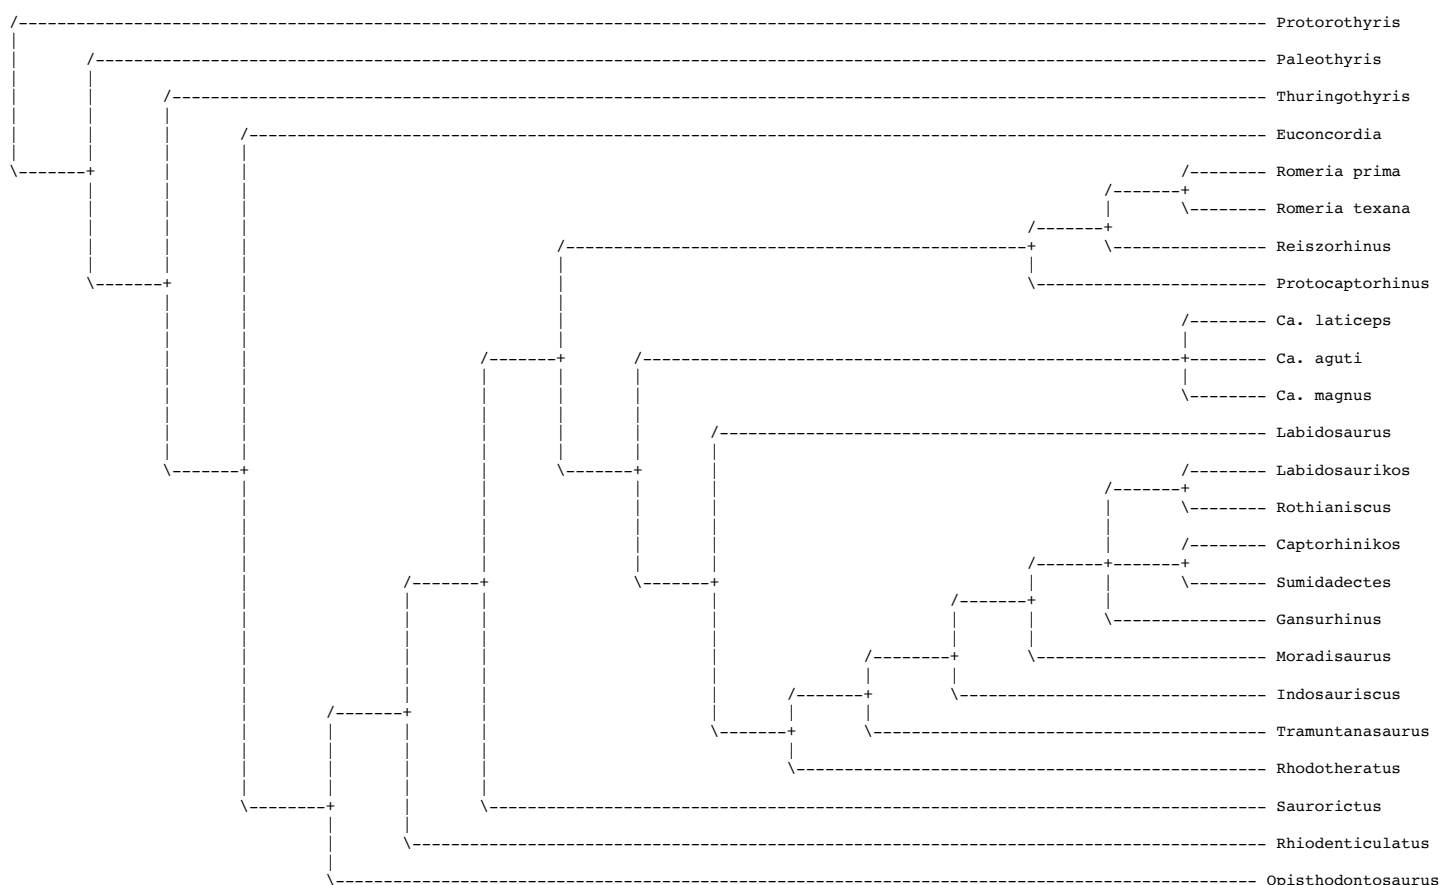 Protorothyris
Paleothyris
Thuringothyris
Euconcordia
Romeria prima
Romeria texana
Reiszorhinus
Protocaptorhinus
Ca. laticeps
Ca. aguti
Ca. magnus
Labidosaurus
Labidosaurikos
Rothianiscus
Captorhinikos
Sumidadectes
Gansurhinus
Moradisaurus
Indosauriscus
Tramuntanasaurus
Rhodotheratus
Saurorictus
Rhiodenticulatus
Opisthodontosaurus